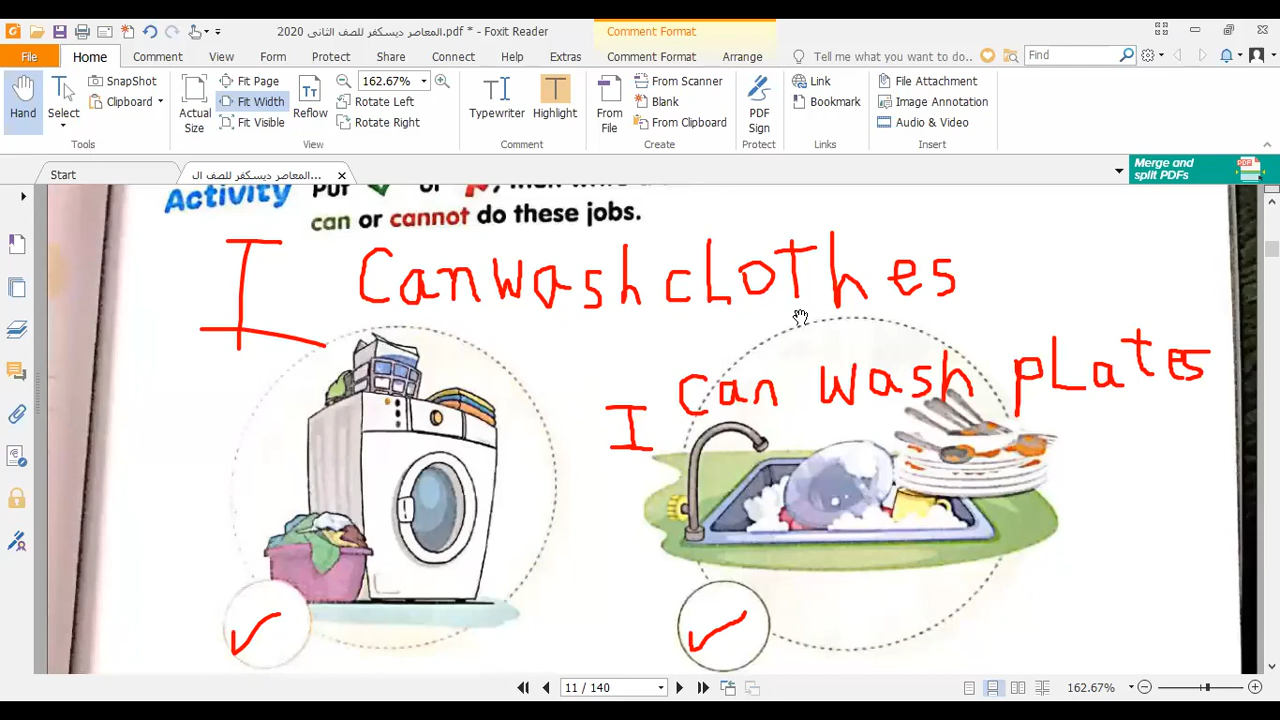 المعاصر ديسكفر للصف الثانى 2020.pdf * - Foxit Reader
Comment Format
File Home Comment View Form Protect Share Connect Help Extras Comment Format Arrange Tell me what you want to do.. Find
Hand
Select
SnapShot
Clipboard
Actual Size
Fit Page
Fit Width
Fit Visible
Reflow
162.67%
Rotate Left
Rotate Right
Typewriter
Highlight
From File
From Scanner
Blank
From Clipboard
PDF Sign
Link
Bookmark
File Attachment
Image Annotation
Audio & Video
Tools View Comment Create Protect Links Insert
Start
المعاصر ديسكفر للصف ال...
Merge and split PDFs
Activity Put or
can or cannot do these jobs.
I Can wash cLothes
I can wash pLates
11 / 140
162.67%